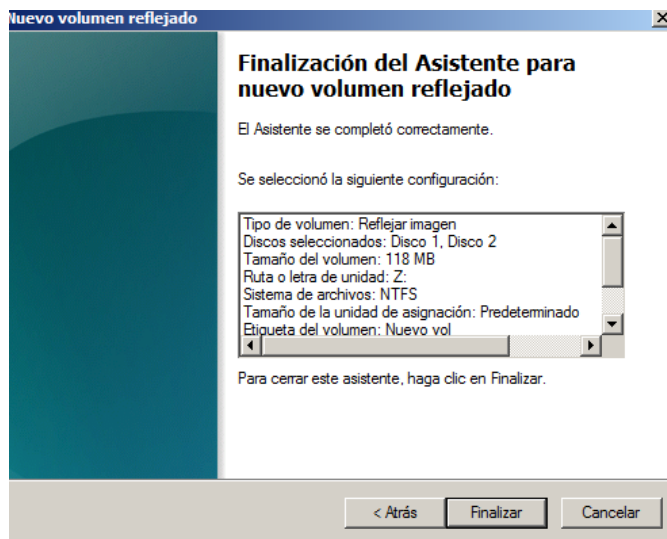 Nuevo volumen reflejado
Finalización del Asistente para
nuevo volumen reflejado
El Asistente se completó correctamente.
Se seleccionó la siguiente configuración:
Tipo de volumen: Reflejar imagen
Discos seleccionados: Disco 1, Disco 2
Tamaño del volumen: 118 MB
Ruta o letra de unidad: Z:
Sistema de archivos: NTFS
Tamaño de la unidad de asignación: Predeterminado
Etiqueta del volumen: Nuevo vol
Para cerrar este asistente, haga clic en Finalizar.
< Atrás Finalizar Cancelar